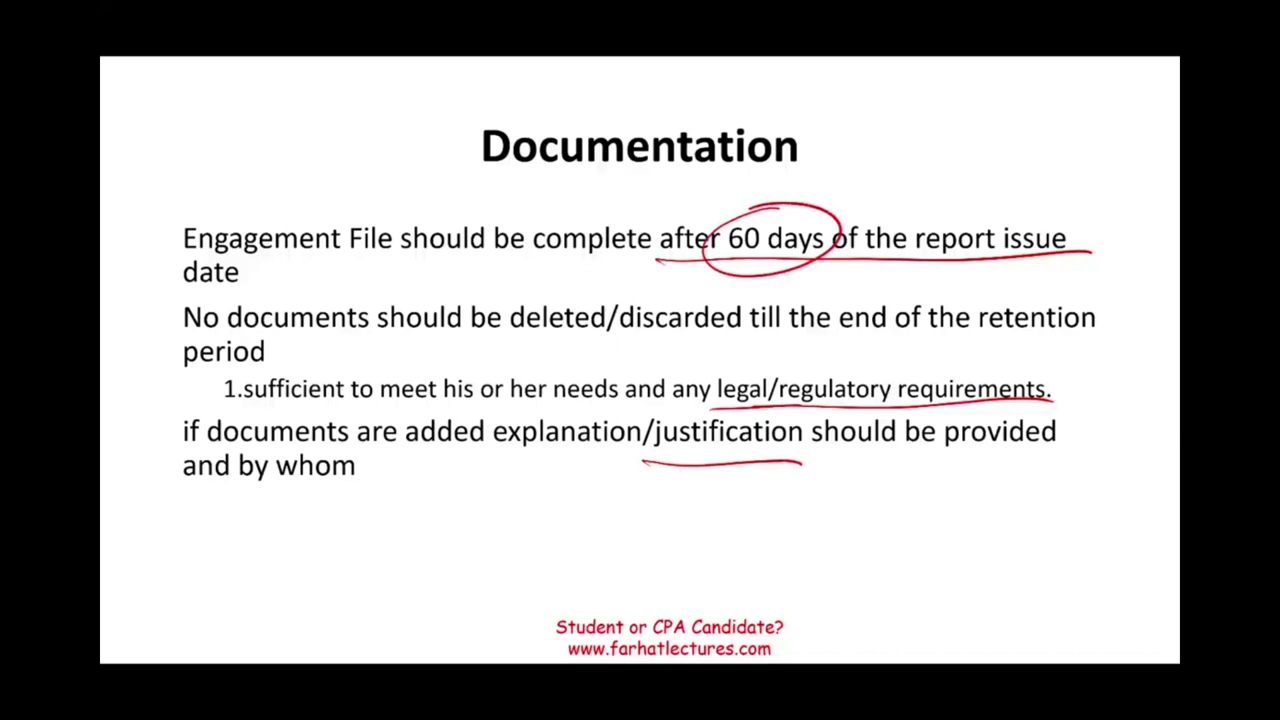 Documentation
Engagement File should be complete after 60 days of the report issue
date
No documents should be deleted/discarded till the end of the retention
period
1.sufficient to meet his or her needs and any legal/regulatory requirements.
if documents are added explanation/justification should be provided
and by whom
Student or CPA Candidate?
www.farhatlectures.com